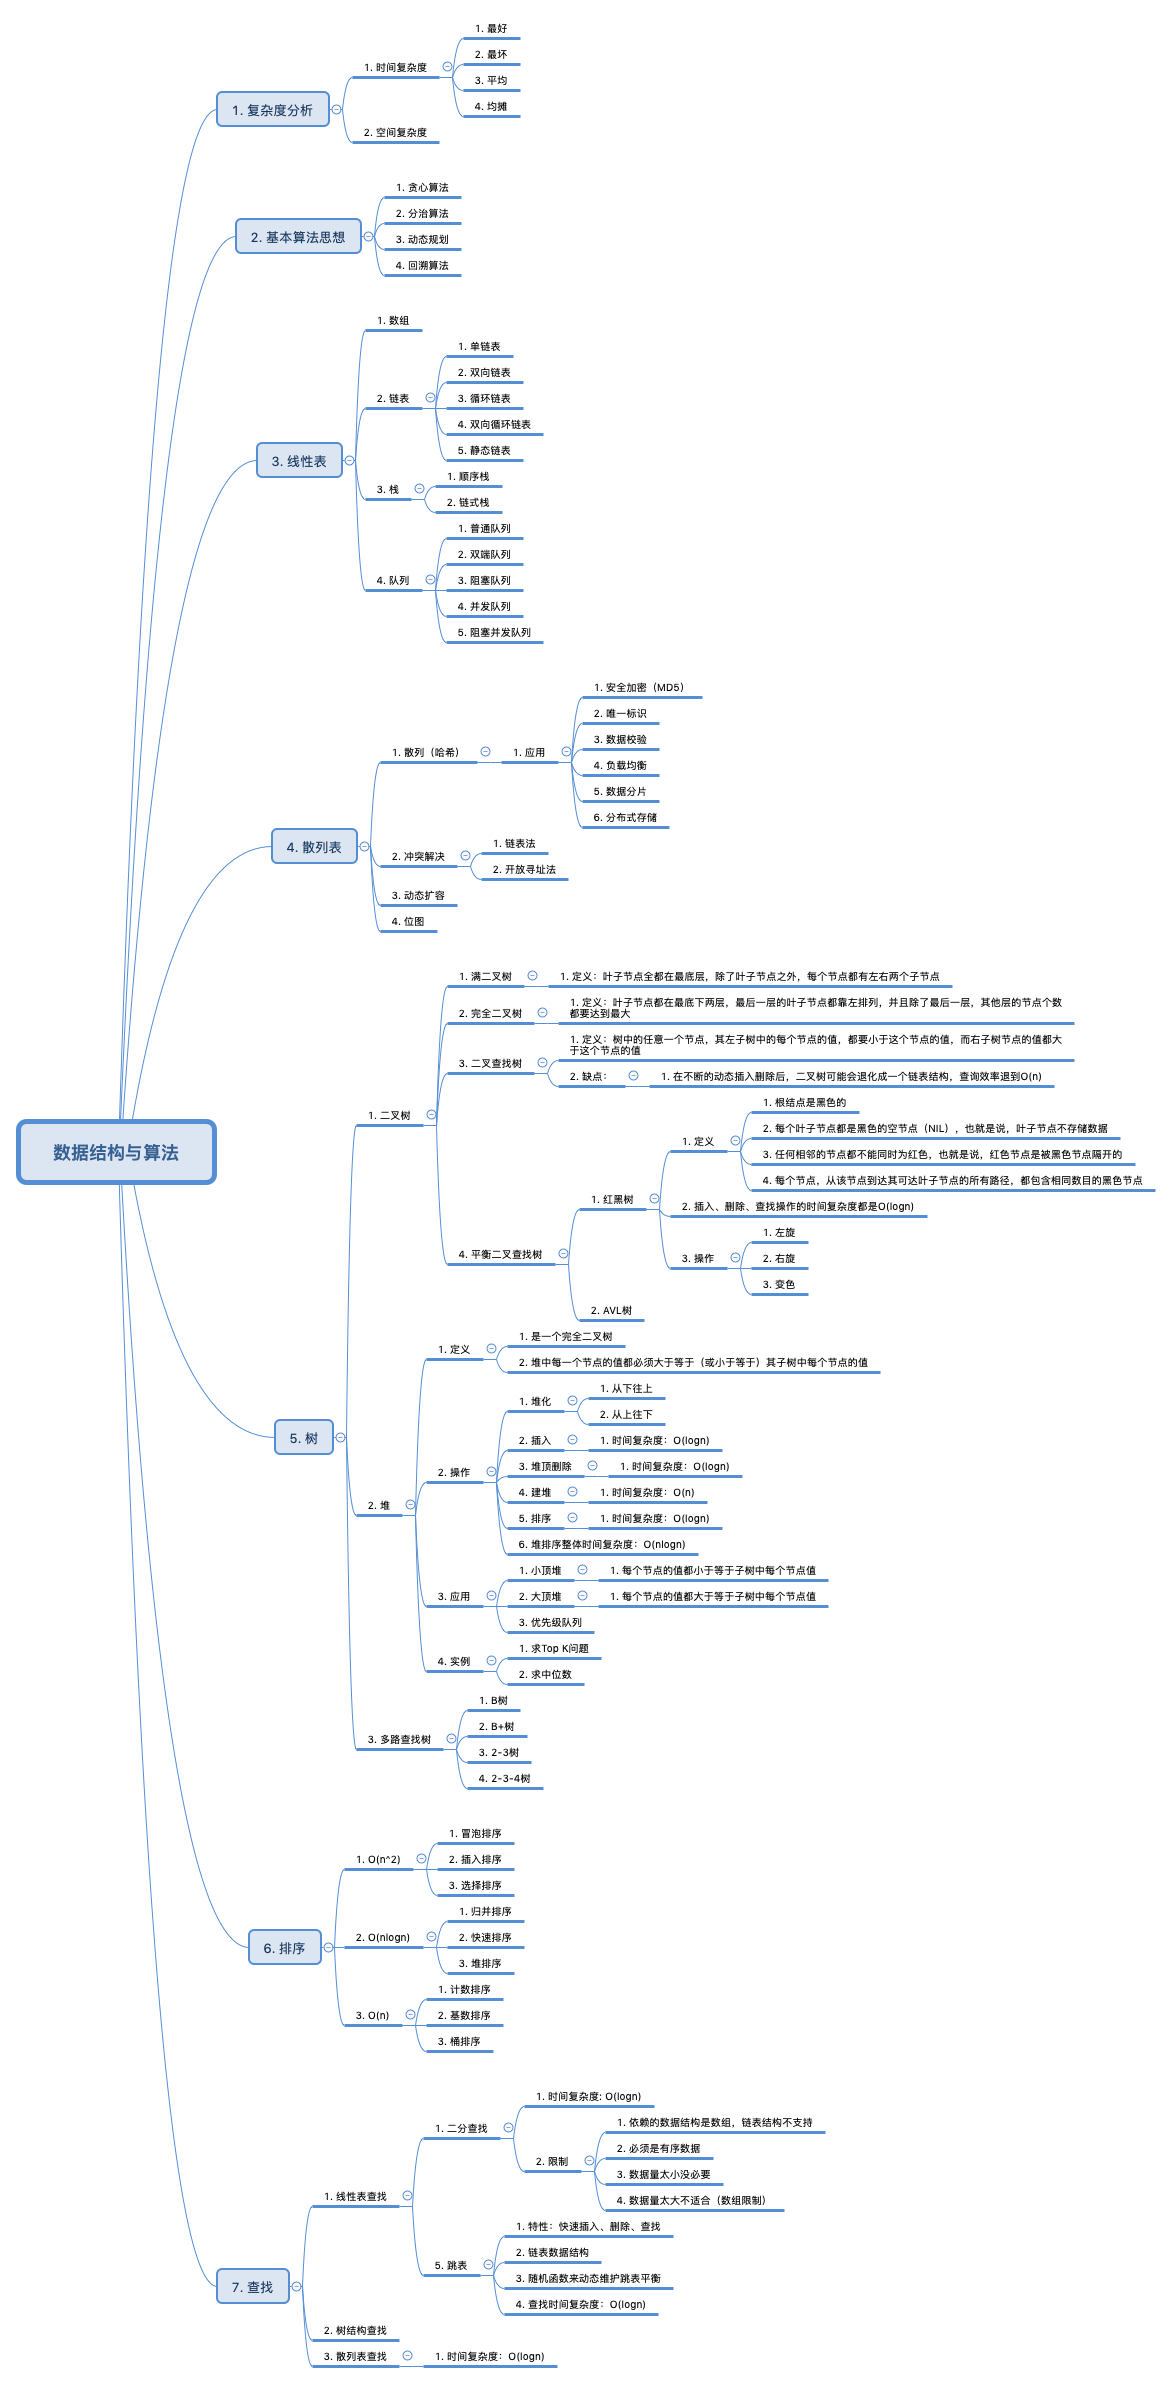 数据结构与算法
1. 复杂度分析
1. 时间复杂度
1. 最好
2. 最坏
3. 平均
4. 均摊
2. 空间复杂度
2. 基本算法思想
1. 贪心算法
2. 分治算法
3. 动态规划
4. 回溯算法
3. 线性表
1. 数组
2. 链表
1. 单链表
2. 双向链表
3. 循环链表
4. 双向循环链表
5. 静态链表
3. 栈
1. 顺序栈
2. 链式栈
4. 队列
1. 普通队列
2. 双端队列
3. 阻塞队列
4. 并发队列
5. 阻塞并发队列
4. 散列表
1. 散列（哈希）
1. 应用
1. 安全加密（MD5）
2. 唯一标识
3. 数据校验
4. 负载均衡
5. 数据分片
6. 分布式存储
2. 冲突解决
1. 链表法
2. 开放寻址法
3. 动态扩容
4. 位图
5. 树
1. 二叉树
1. 满二叉树
1. 定义：叶子节点全都在最底层，除了叶子节点之外，每个节点都有左右两个子节点
2. 完全二叉树
1. 定义：叶子节点都在最底下两层，最后一层的叶子节点都靠左排列，并且除了最后一层，其他层的节点个数
都要达到最大
3. 二叉查找树
1. 定义：树中的任意一个节点，其左子树中的每个节点的值，都要小于这个节点的值，而右子树节点的值都大
于这个节点的值
2. 缺点：
1. 在不断的动态插入删除后，二叉树可能会退化成一个链表结构，查询效率退到O(n)
4. 平衡二叉查找树
1. 红黑树
1. 定义
1. 根结点是黑色的
2. 每个叶子节点都是黑色的空节点（NIL），也就是说，叶子节点不存储数据
3. 任何相邻的节点都不能同时为红色，也就是说，红色节点是被黑色节点隔开的
4. 每个节点，从该节点到达其可达叶子节点的所有路径，都包含相同数目的黑色节点
2. 插入、删除、查找操作的时间复杂度都是O(logn)
3. 操作
1. 左旋
2. 右旋
3. 变色
2. AVL树
2. 堆
1. 定义
1. 是一个完全二叉树
2. 堆中每一个节点的值都必须大于等于（或小于等于）其子树中每个节点的值
2. 操作
1. 堆化
1. 从下往上
2. 从上往下
2. 插入
1. 时间复杂度：O(logn)
3. 堆顶删除
1. 时间复杂度：O(logn)
4. 建堆
1. 时间复杂度：O(n)
5. 排序
1. 时间复杂度：O(logn)
6. 堆排序整体时间复杂度：O(nlogn)
3. 应用
1. 小顶堆
1. 每个节点的值都小于等于子树中每个节点值
2. 大顶堆
1. 每个节点的值都大于等于子树中每个节点值
3. 优先级队列
4. 实例
1. 求Top K问题
2. 求中位数
3. 多路查找树
1. B树
2. B+树
3. 2-3树
4. 2-3-4树
6. 排序
1. O(n^2)
1. 冒泡排序
2. 插入排序
3. 选择排序
2. O(nlogn)
1. 归并排序
2. 快速排序
3. 堆排序
3. O(n)
1. 计数排序
2. 基数排序
3. 桶排序
7. 查找
1. 线性表查找
1. 二分查找
1. 时间复杂度: O(logn)
2. 限制
1. 依赖的数据结构是数组，链表结构不支持
2. 必须是有序数据
3. 数据量太小没必要
4. 数据量太大不适合（数组限制）
5. 跳表
1. 特性：快速插入、删除、查找
2. 链表数据结构
3. 随机函数来动态维护跳表平衡
4. 查找时间复杂度：O(logn)
2. 树结构查找
3. 散列表查找
1. 时间复杂度：O(logn)